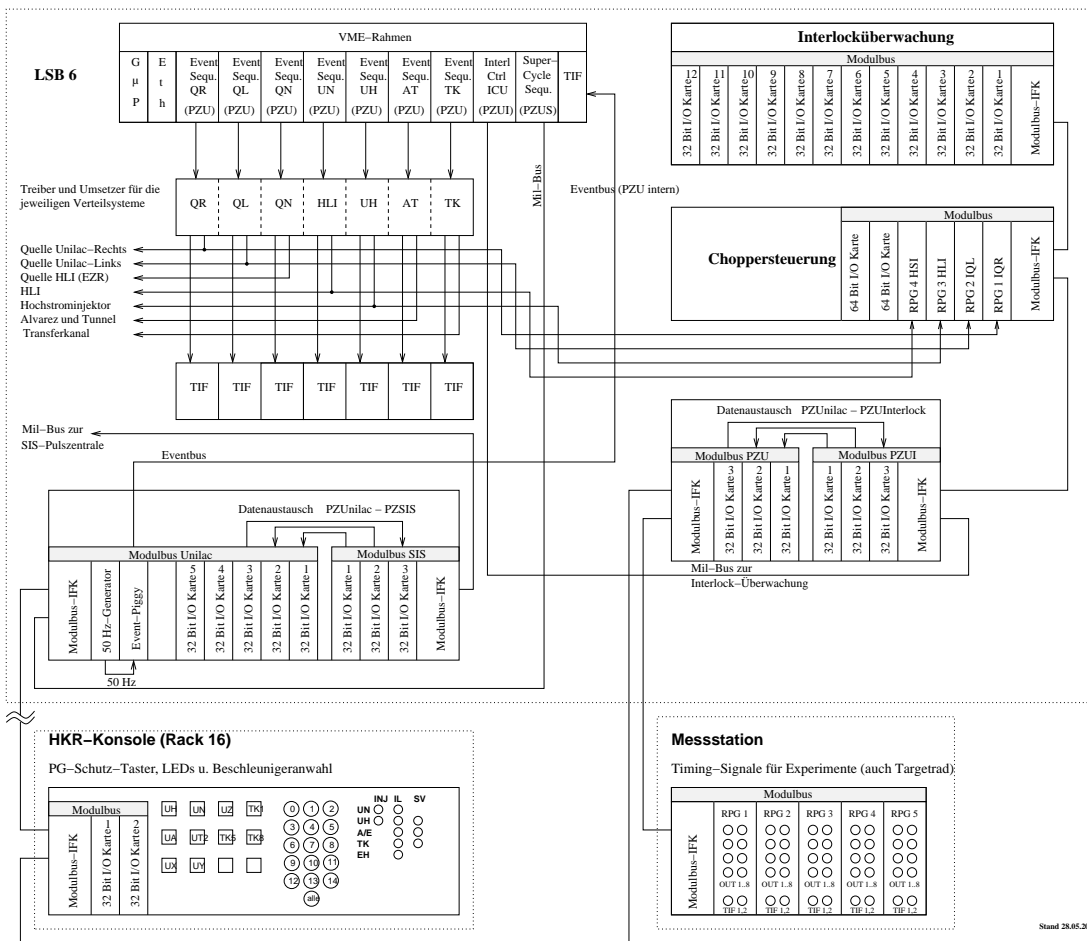 VME–Rahmen
LSB 6
G
μ
P
E
t
h
Event
Sequ.
QR
(PZU)
Event
Sequ.
QL
(PZU)
Event
Sequ.
QN
(PZU)
Event
Sequ.
UN
(PZU)
Event
Sequ.
UH
(PZU)
Event
Sequ.
AT
(PZU)
Event
Sequ.
TK
(PZU)
Interl
Ctrl
ICU
(PZUI)
Super–
Cycle
Sequ.
(PZUS)
TIF
Interlocküberwachung
Modulbus
32 Bit I/O Karte 12
32 Bit I/O Karte 11
32 Bit I/O Karte 10
32 Bit I/O Karte 9
32 Bit I/O Karte 8
32 Bit I/O Karte 7
32 Bit I/O Karte 6
32 Bit I/O Karte 5
32 Bit I/O Karte 4
32 Bit I/O Karte 3
32 Bit I/O Karte 2
32 Bit I/O Karte 1
Modulbus–IFK
Mil–Bus
Eventbus (PZU intern)
Treiber und Umsetzer für die
jeweiligen Verteilsysteme
QR QL QN HLI UH AT TK
Quelle Unilac–Rechts
Quelle Unilac–Links
Quelle HLI (EZR)
HLI
Hochstrominjektor
Alvarez und Tunnel
Transferkanal
TIF TIF TIF TIF TIF TIF TIF
Choppersteuerung
Modulbus
64 Bit I/O Karte
64 Bit I/O Karte
RPG 4 HSI
RPG 3 HLI
RPG 2 IQL
RPG 1 IQR
Modulbus–IFK
Mil–Bus zur
SIS–Pulszentrale
Eventbus
Datenaustausch PZUnilac – PZSIS
Modulbus Unilac
Modulbus SIS
Modulbus–IFK
50 Hz–Generator
Event–Piggy
32 Bit I/O Karte 5
32 Bit I/O Karte 4
32 Bit I/O Karte 3
32 Bit I/O Karte 2
32 Bit I/O Karte 1
32 Bit I/O Karte 1
32 Bit I/O Karte 2
32 Bit I/O Karte 3
Modulbus–IFK
50 Hz
Datenaustausch PZUnilac – PZUInterlock
Modulbus PZU
Modulbus PZUI
Modulbus–IFK
32 Bit I/O Karte 3
32 Bit I/O Karte 2
32 Bit I/O Karte 1
32 Bit I/O Karte 1
32 Bit I/O Karte 2
32 Bit I/O Karte 3
Modulbus–IFK
Mil–Bus zur
Interlock–Überwachung
HKR–Konsole (Rack 16)
PG–Schutz–Taster, LEDs u. Beschleunigeranwahl
Modulbus
Modulbus–IFK
32 Bit I/O Karte 1
32 Bit I/O Karte 2
UH UN UZ TK1
UA UT2 TK5 TK8
UX UY
0 1 2
3 4 5
6 7 8
9 10 11
12 13 14
alle
INJ IL SV
UN
UH
A/E
TK
EH
Messstation
Timing–Signale für Experimente (auch Targetrad)
Modulbus
Modulbus–IFK
RPG 1 RPG 2 RPG 3 RPG 4 RPG 5
OUT 1..8 OUT 1..8 OUT 1..8 OUT 1..8 OUT 1..8
TIF 1,2 TIF 1,2 TIF 1,2 TIF 1,2 TIF 1,2
Stand 28.05.20